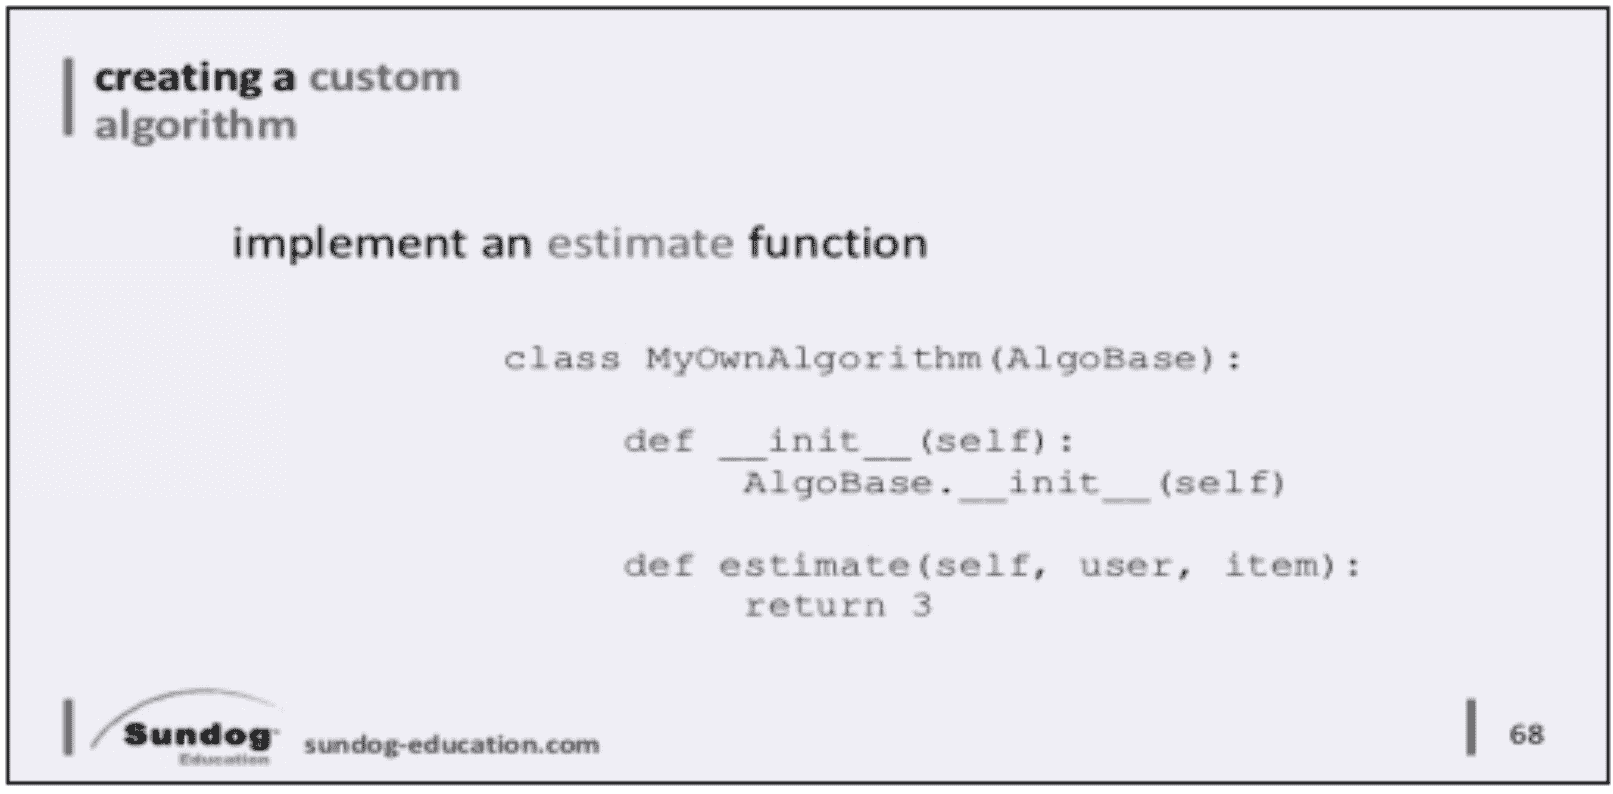 creating a custom
algorithm
implement an estimate function
class MyOwnAlgorithm(AlgoBase):
def __init__(self):
AlgoBase.__init__(self)
def estimate(self, user, item):
return 3
Sundog
Education
sundog-education.com
68